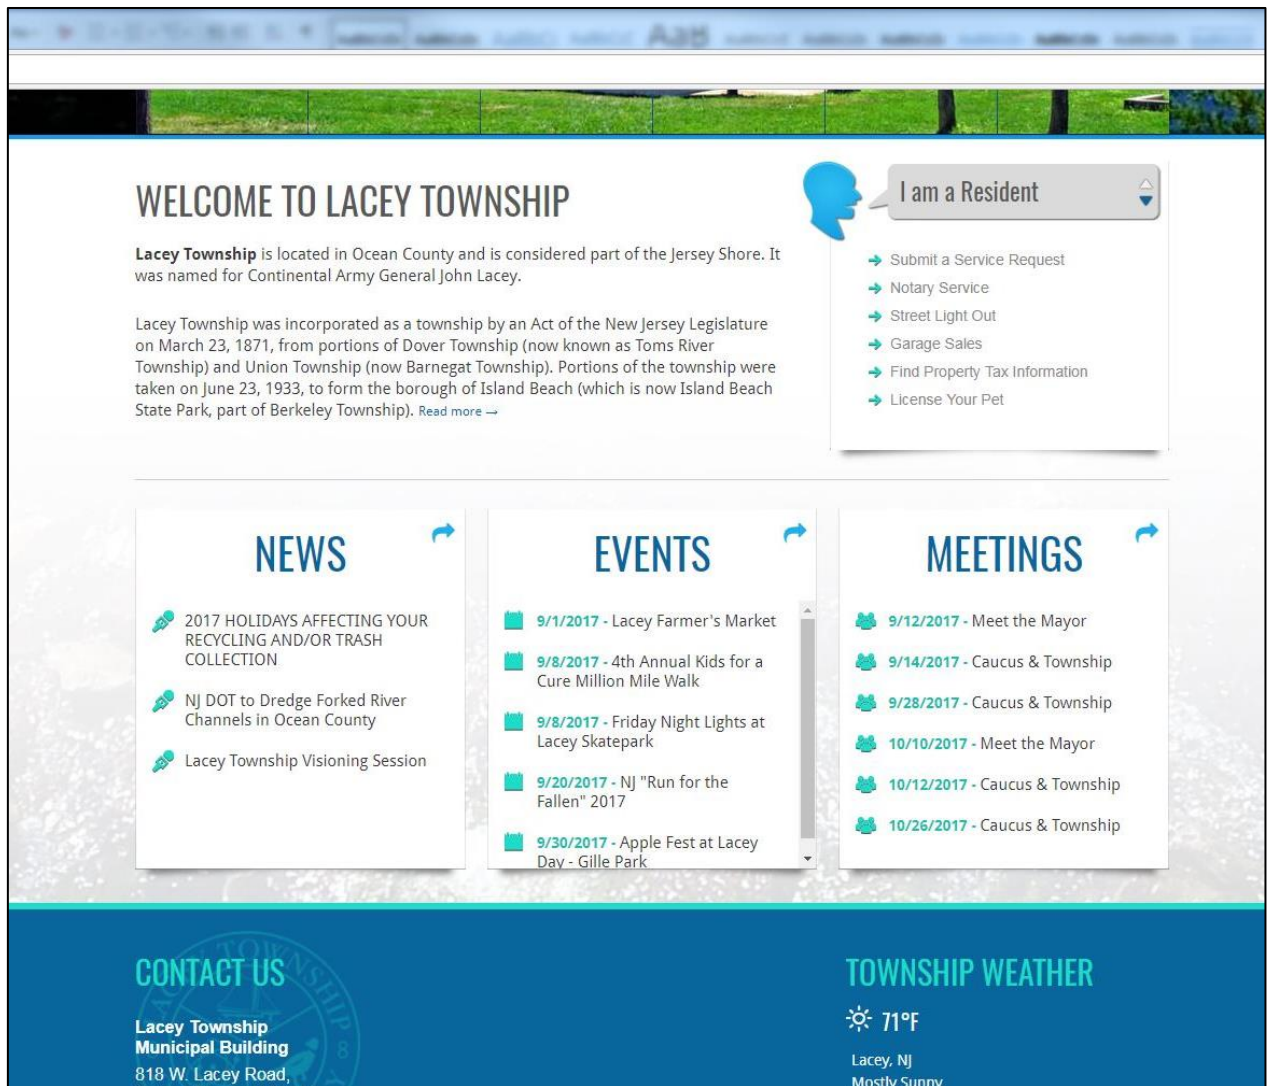 WELCOME TO LACEY TOWNSHIP
Lacey Township is located in Ocean County and is considered part of the Jersey Shore. It
was named for Continental Army General John Lacey.
Lacey Township was incorporated as a township by an Act of the New Jersey Legislature
on March 23, 1871, from portions of Dover Township (now known as Toms River
Township) and Union Township (now Barnegat Township). Portions of the township were
taken on June 23, 1933, to form the borough of Island Beach (which is now Island Beach
State Park, part of Berkeley Township). Read more →
I am a Resident
Submit a Service Request
Notary Service
Street Light Out
Garage Sales
Find Property Tax Information
License Your Pet
NEWS
2017 HOLIDAYS AFFECTING YOUR
RECYCLING AND/OR TRASH
COLLECTION
NJ DOT to Dredge Forked River
Channels in Ocean County
Lacey Township Visioning Session
EVENTS
9/1/2017 - Lacey Farmer's Market
9/8/2017 - 4th Annual Kids for a
Cure Million Mile Walk
9/8/2017 - Friday Night Lights at
Lacey Skatepark
9/20/2017 - NJ "Run for the
Fallen" 2017
9/30/2017 - Apple Fest at Lacey
Day - Gille Park
MEETINGS
9/12/2017 - Meet the Mayor
9/14/2017 - Caucus & Township
9/28/2017 - Caucus & Township
10/10/2017 - Meet the Mayor
10/12/2017 - Caucus & Township
10/26/2017 - Caucus & Township
CONTACT US
Lacey Township
Municipal Building
818 W. Lacey Road,
TOWNSHIP WEATHER
71°F
Lacey, NJ
Mostly Sunny